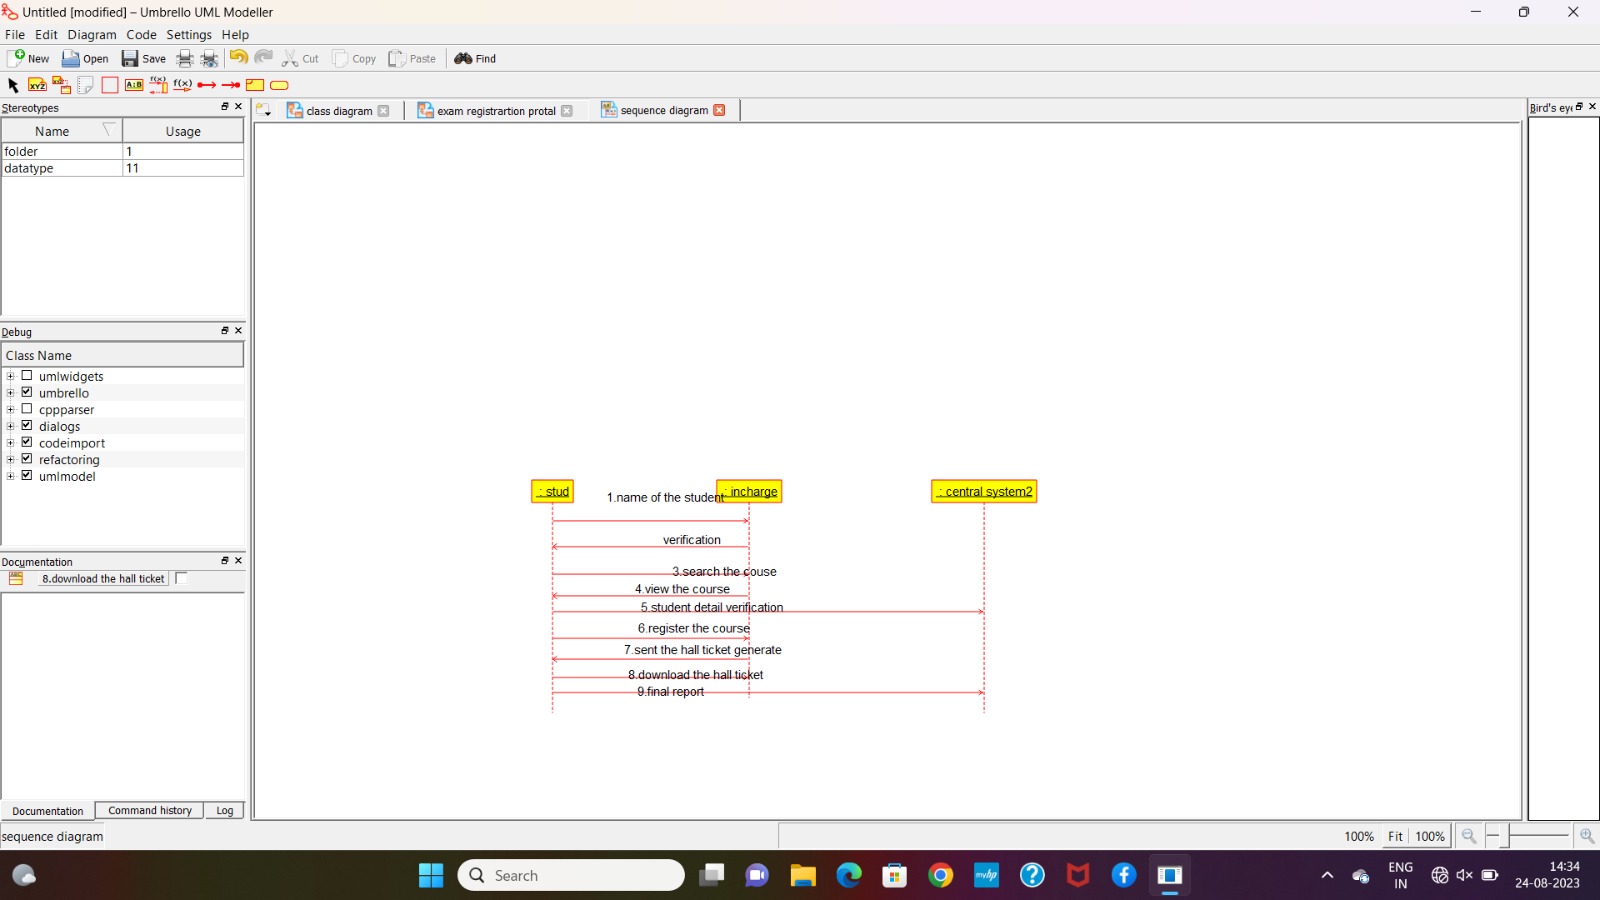 Untitled [modified] – Umbrello UML Modeller
File Edit Diagram Code Settings Help
New Open Save Cut Copy Paste Find
XYZ A↓B f(x) f(x)
Stereotypes
Name Usage
folder 1
datatype 11
Debug
Class Name
umlwidgets
umbrello
cppparser
dialogs
codeimport
refactoring
umlmodel
Documentation
8.download the hall ticket
Documentation Command history Log
class diagram exam registrartion protal sequence diagram
Bird's eye
: stud : incharge : central system2
1.name of the student
verification
3.search the couse
4.view the course
5.student detail verification
6.register the course
7.sent the hall ticket generate
8.download the hall ticket
9.final report
sequence diagram
100% Fit 100%
Search
myhp
ENG
IN
14:34
24-08-2023